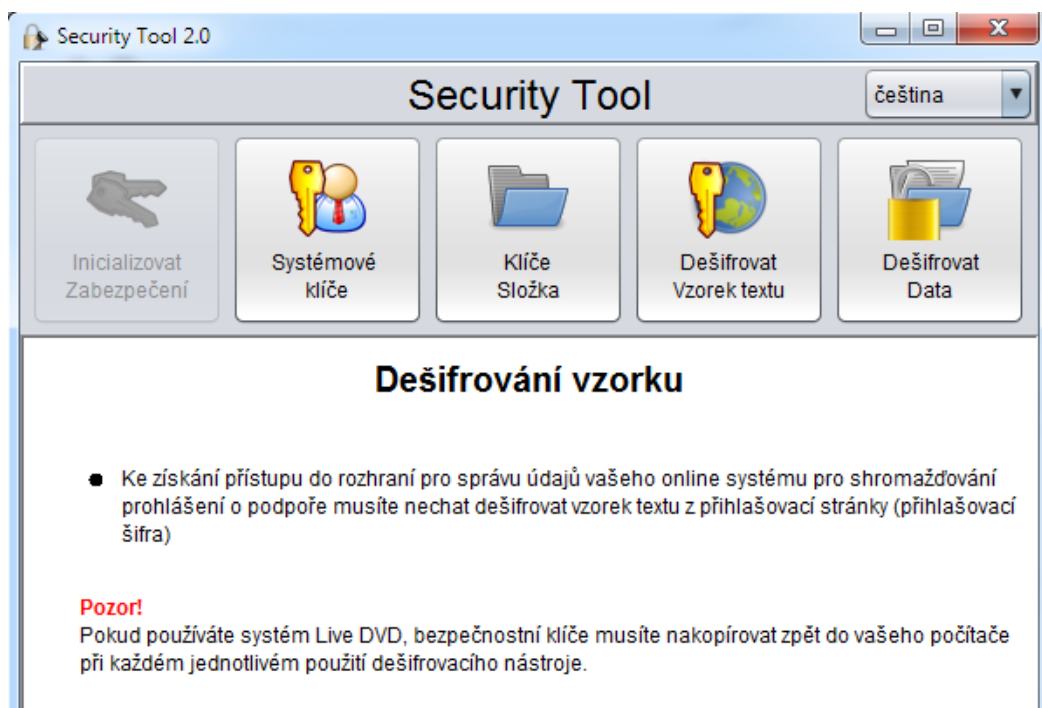 Security Tool 2.0
Security Tool
čeština
Inicializovat
Zabezpečení
Systémové
klíče
Klíče
Složka
Dešifrovat
Vzorek textu
Dešifrovat
Data
Dešifrování vzorku
Ke získání přístupu do rozhraní pro správu údajů vašeho online systému pro shromažďování
prohlášení o podpoře musíte nechat dešifrovat vzorek textu z přihlašovací stránky (přihlašovací
šifra)
Pozor!
Pokud používáte systém Live DVD, bezpečnostní klíče musíte nakopírovat zpět do vašeho počítače
při každém jednotlivém použití dešifrovacího nástroje.